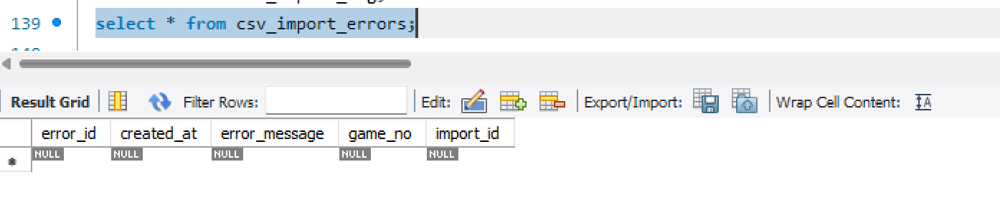 139 select * from csv_import_errors;
Result Grid Filter Rows: Edit: Export/Import: Wrap Cell Content: IA
error_id created_at error_message game_no import_id
* NULL NULL NULL NULL NULL